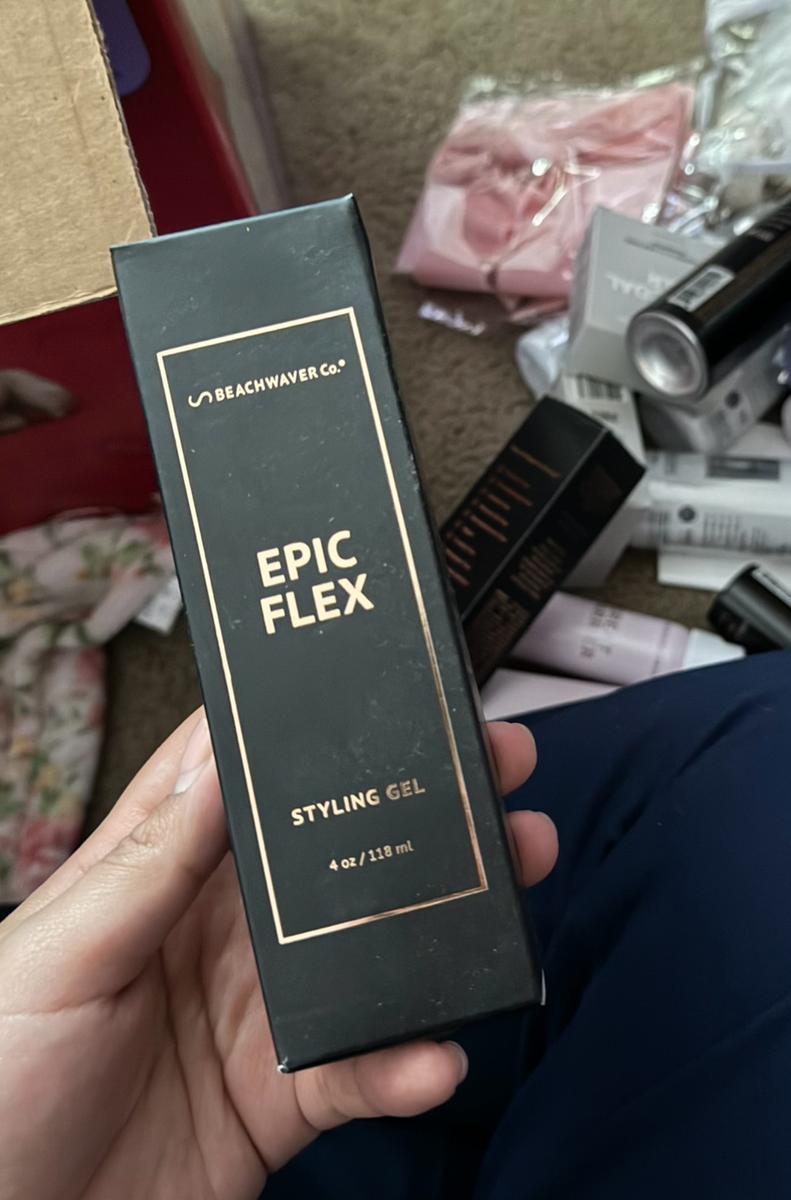 BEACHWAVER Co.®
EPIC
FLEX
STYLING GEL
4 oz / 118 ml